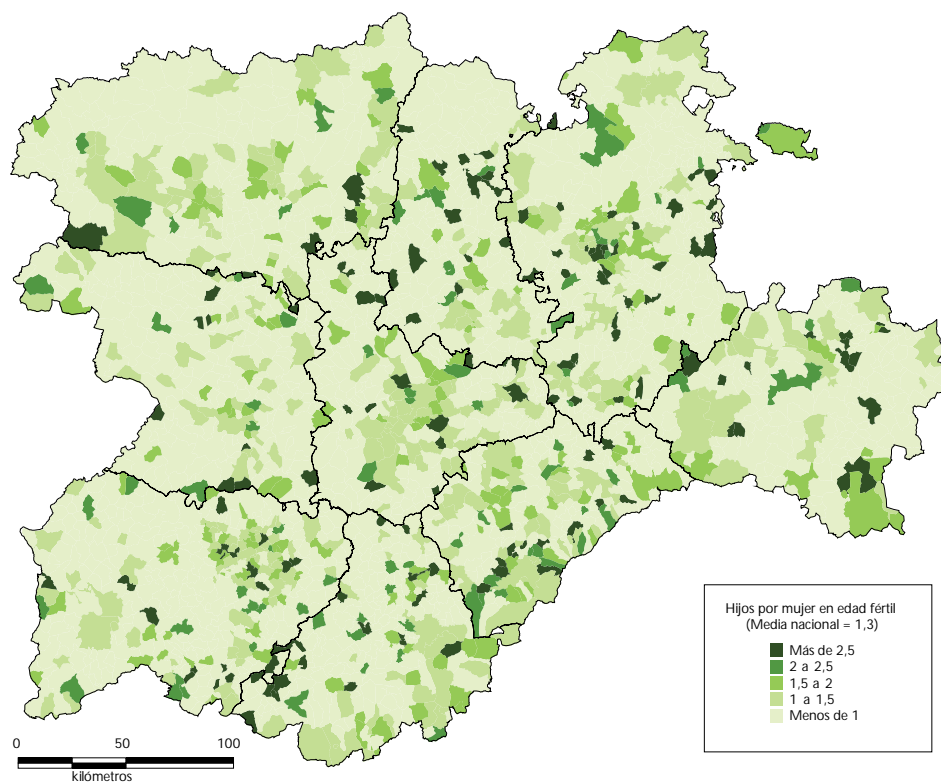 Hijos por mujer en edad fértil
(Media nacional = 1,3)
Más de 2,5
2 a 2,5
1,5 a 2
1 a 1,5
Menos de 1
0 50 100
kilómetros